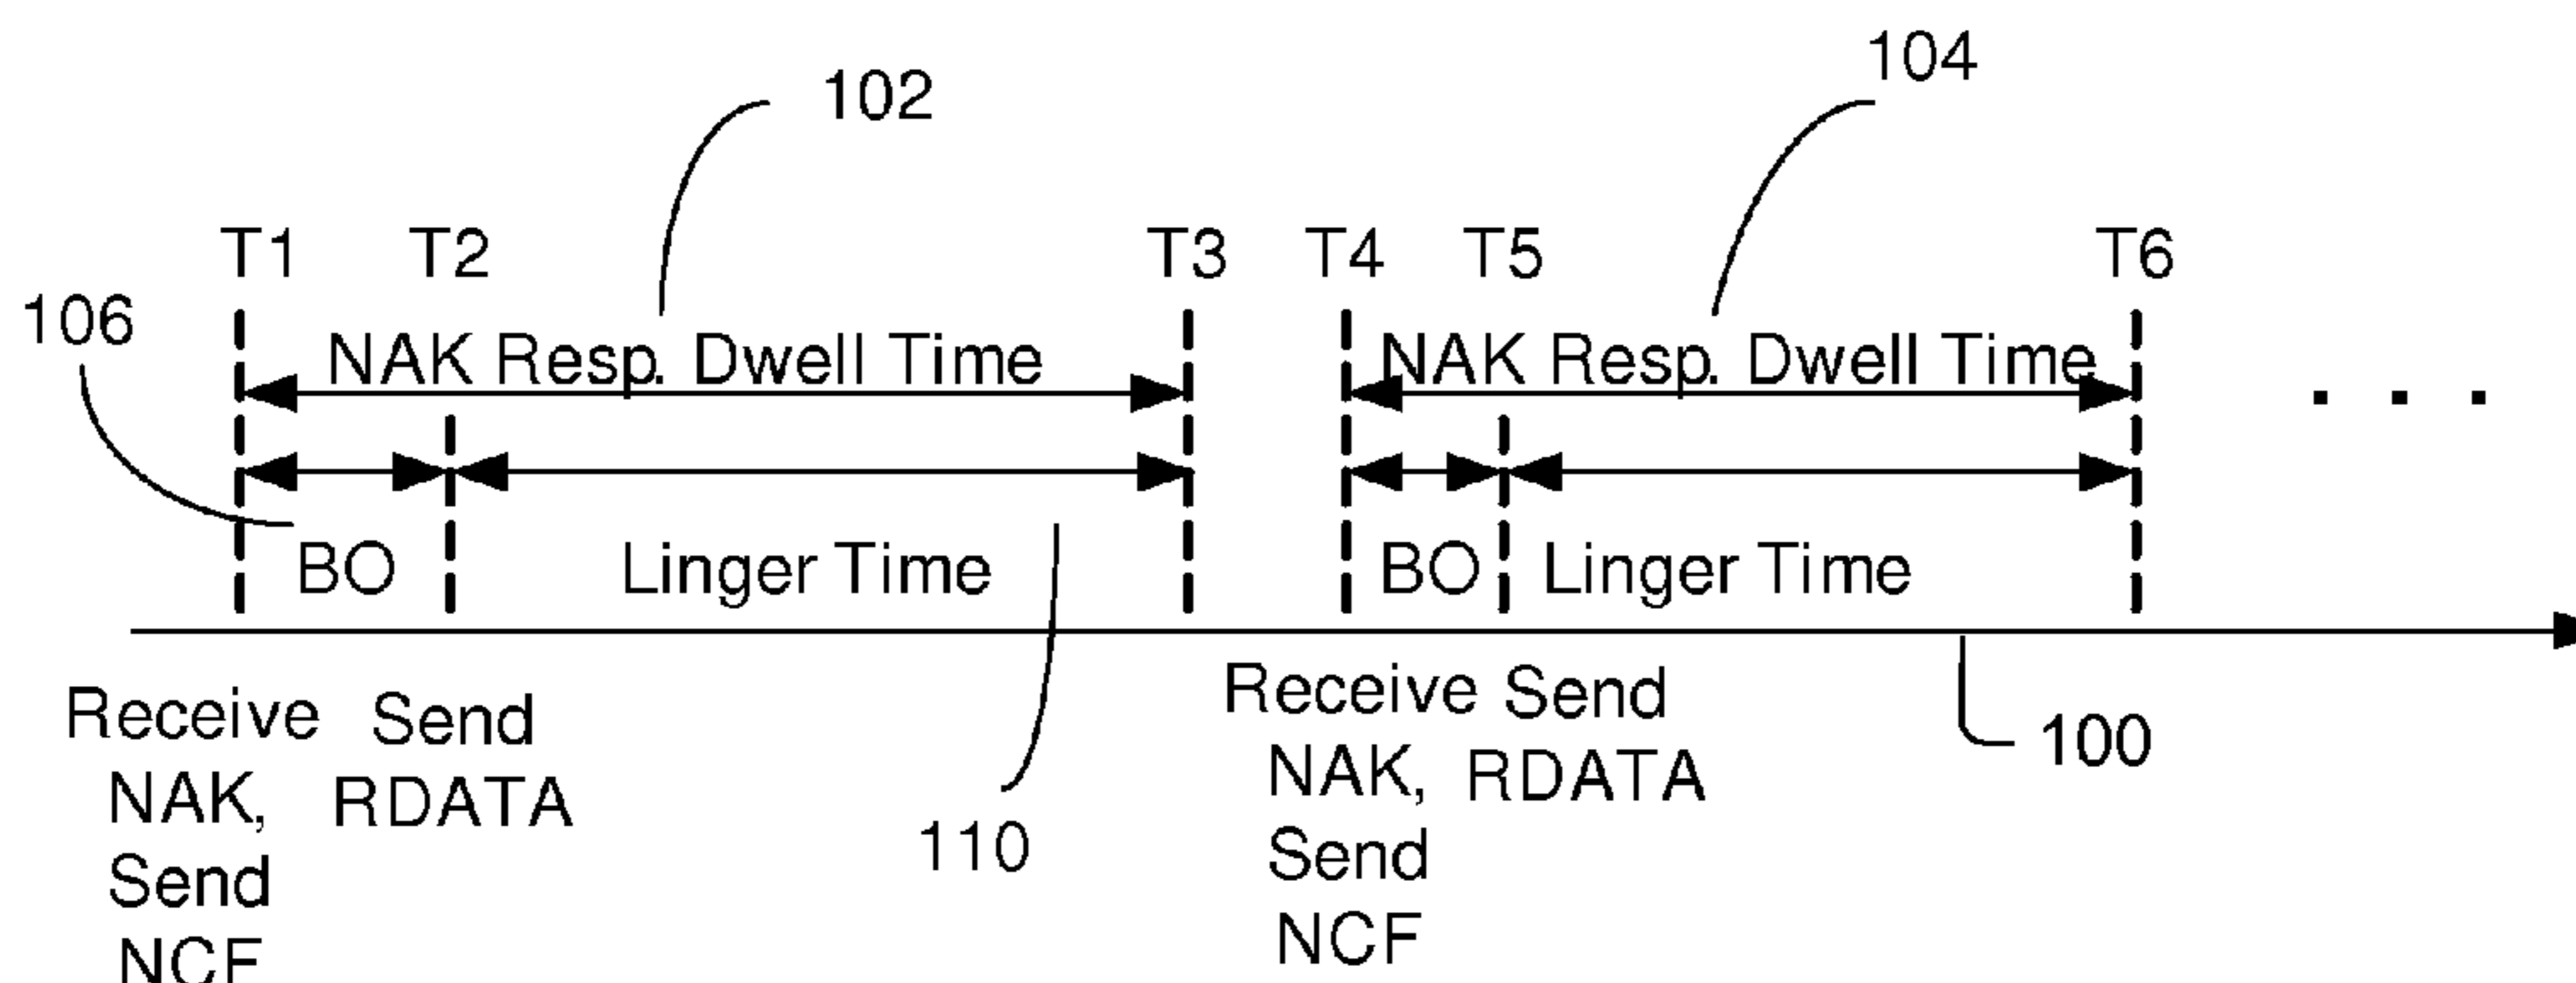 102
104
T1 T2 T3 T4 T5 T6
106
NAK Resp. Dwell Time NAK Resp. Dwell Time
BO Linger Time BO Linger Time
Receive Send
NAK, RDATA
Send
NCF
110
Receive Send
NAK, RDATA
Send
NCF
100
. . .